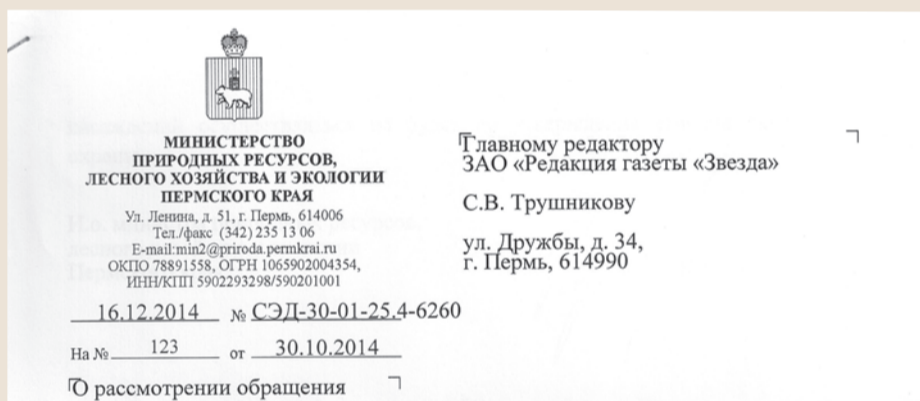 МИНИСТЕРСТВО
ПРИРОДНЫХ РЕСУРСОВ,
ЛЕСНОГО ХОЗЯЙСТВА И ЭКОЛОГИИ
ПЕРМСКОГО КРАЯ
Ул. Ленина, д. 51, г. Пермь, 614006
Тел./факс (342) 235 13 06
E-mail:min2@priroda.permkrai.ru
ОКПО 78891558, ОГРН 1065902004354,
ИНН/КПП 5902293298/590201001
16.12.2014 № СЭД-30-01-25.4-6260
На № 123 от 30.10.2014
О рассмотрении обращения
Главному редактору
ЗАО «Редакция газеты «Звезда»
С.В. Трушникову
ул. Дружбы, д. 34,
г. Пермь, 614990